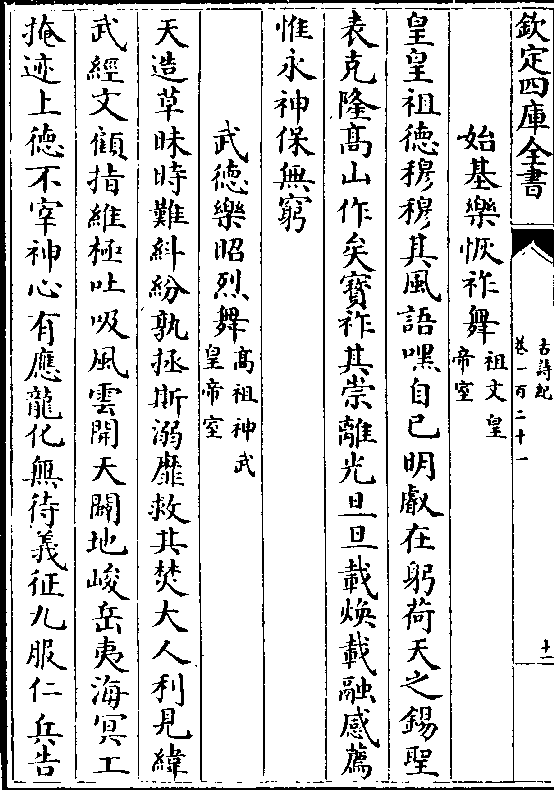 欽定四庫全書
古詩紀
卷一百二十一
十二
始基樂恢祚舞祖文皇帝室
皇皇祖德穆穆其風語嘿自已明叡在躬荷天之錫聖
表克隆髙山作矣寳祚其崇離光旦旦載煥載融感薦
惟永神保無窮
武德樂昭烈舞髙祖神武皇帝室
天造草昧時難糾紛孰拯斯溺靡救其焚大人利見緯
武經文顧指維極吐吸風雲開天闢地峻岳夷海冥工
掩迹上德不宰神心有應龍化無待義征九服仁兵告